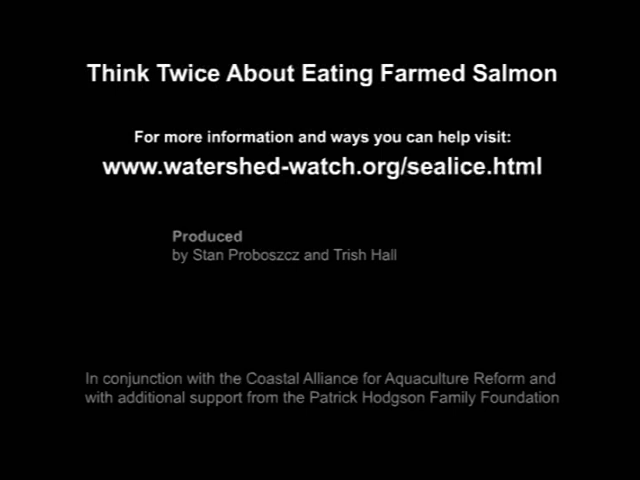 Think Twice About Eating Farmed Salmon
For more information and ways you can help visit:
www.watershed-watch.org/sealice.html
Produced
by Stan Proboszcz and Trish Hall
In conjunction with the Coastal Alliance for Aquaculture Reform and
with additional support from the Patrick Hodgson Family Foundation